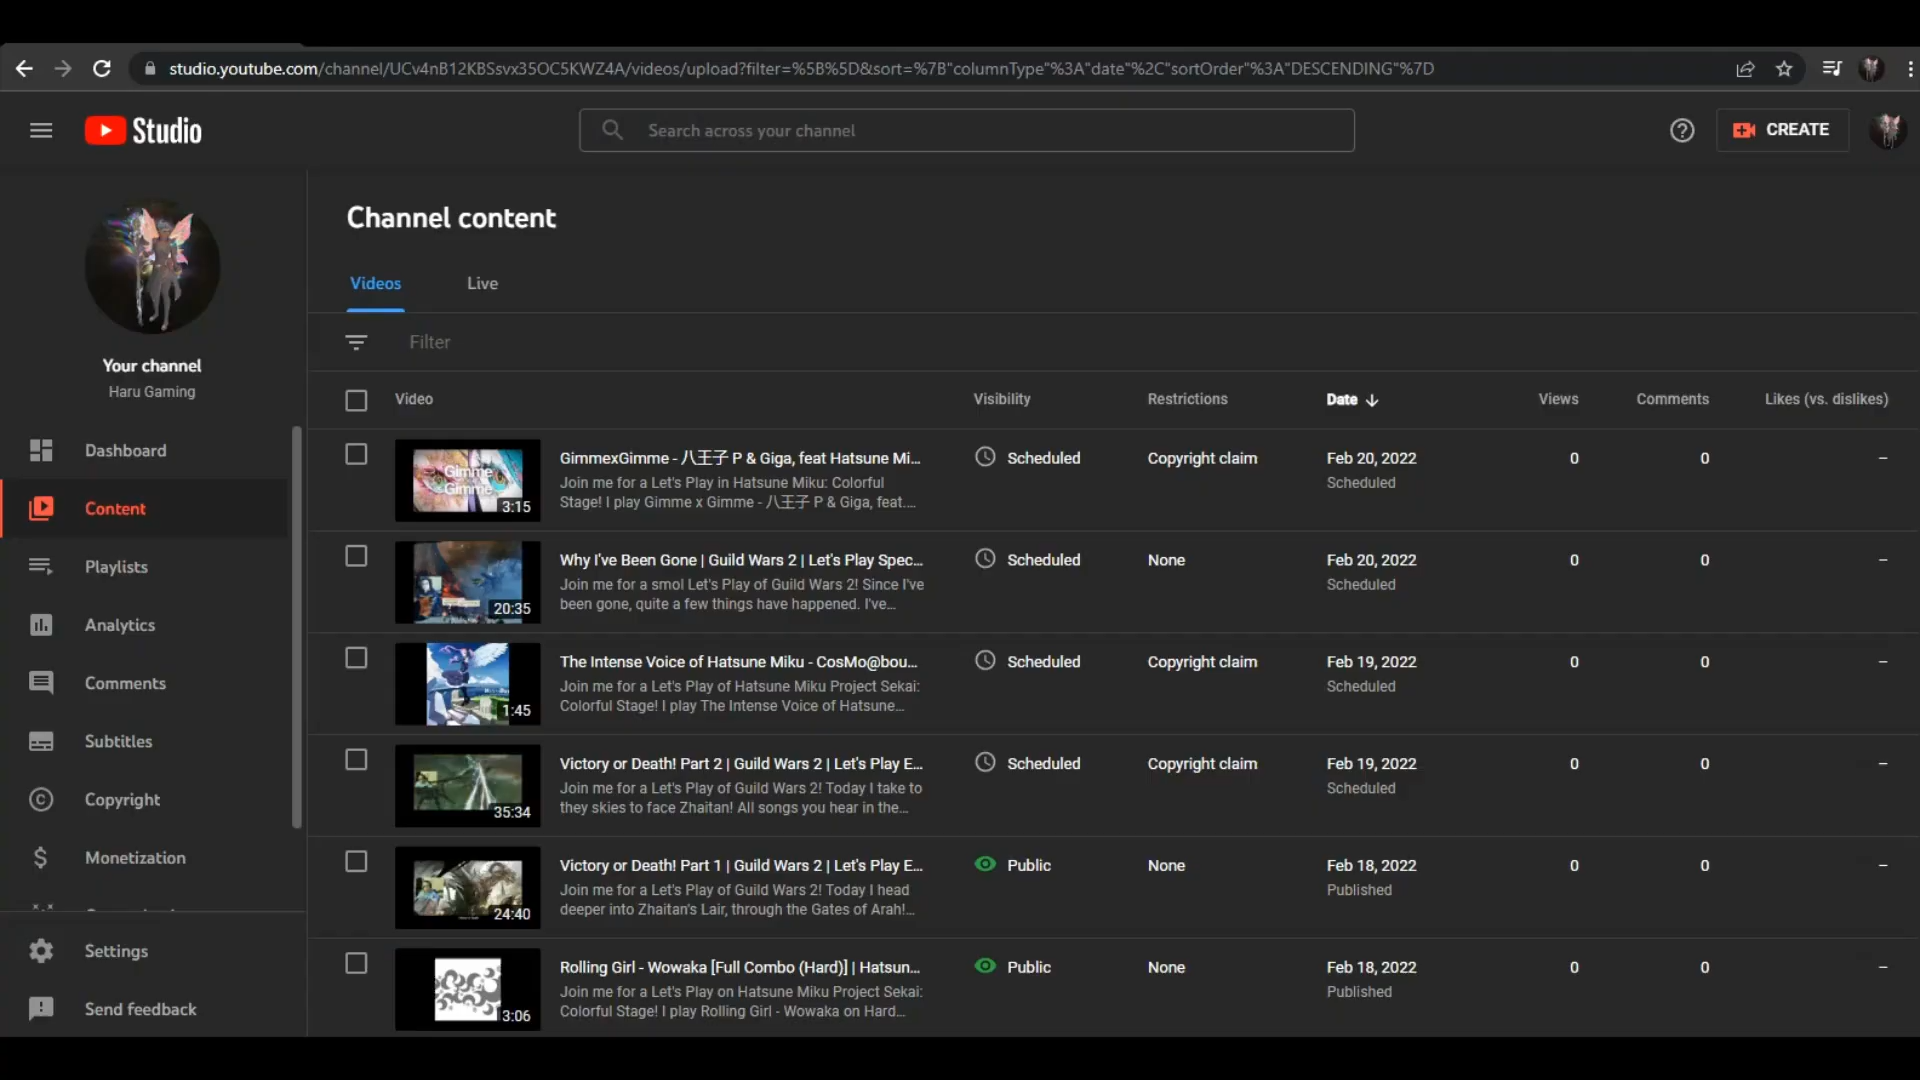 studio.youtube.com/channel/UCv4nB12KBSsvx35OC5KWZ4A/videos/upload?filter=%5B%5D&sort=%7B"columnType"%3A"date"%2C"sortOrder"%3A"DESCENDING"%7D
Studio
Search across your channel
CREATE
Channel content
Videos
Live
Your channel
Haru Gaming
Filter
Video
Visibility
Restrictions
Date
Views
Comments
Likes (vs. dislikes)
Dashboard
Content
Playlists
Analytics
Comments
Subtitles
Copyright
Monetization
Settings
Send feedback
Gimme
Gimme
3:15
GimmexGimme - 八王子 P & Giga, feat Hatsune Mi...
Join me for a Let's Play in Hatsune Miku: Colorful
Stage! I play Gimme x Gimme - 八王子 P & Giga, feat....
Scheduled
Copyright claim
Feb 20, 2022
Scheduled
0
0
–
20:35
Why I've Been Gone | Guild Wars 2 | Let's Play Spec...
Join me for a smol Let's Play of Guild Wars 2! Since I've
been gone, quite a few things have happened. I've...
Scheduled
None
Feb 20, 2022
Scheduled
0
0
–
1:45
The Intense Voice of Hatsune Miku - CosMo@bou...
Join me for a Let's Play of Hatsune Miku Project Sekai:
Colorful Stage! I play The Intense Voice of Hatsune...
Scheduled
Copyright claim
Feb 19, 2022
Scheduled
0
0
–
35:34
Victory or Death! Part 2 | Guild Wars 2 | Let's Play E...
Join me for a Let's Play of Guild Wars 2! Today I take to
they skies to face Zhaitan! All songs you hear in the...
Scheduled
Copyright claim
Feb 19, 2022
Scheduled
0
0
–
24:40
Victory or Death! Part 1 | Guild Wars 2 | Let's Play E...
Join me for a Let's Play of Guild Wars 2! Today I head
deeper into Zhaitan's Lair, through the Gates of Arah!...
Public
None
Feb 18, 2022
Published
0
0
–
3:06
Rolling Girl - Wowaka [Full Combo (Hard)] | Hatsun...
Join me for a Let's Play on Hatsune Miku Project Sekai:
Colorful Stage! I play Rolling Girl - Wowaka on Hard...
Public
None
Feb 18, 2022
Published
0
0
–